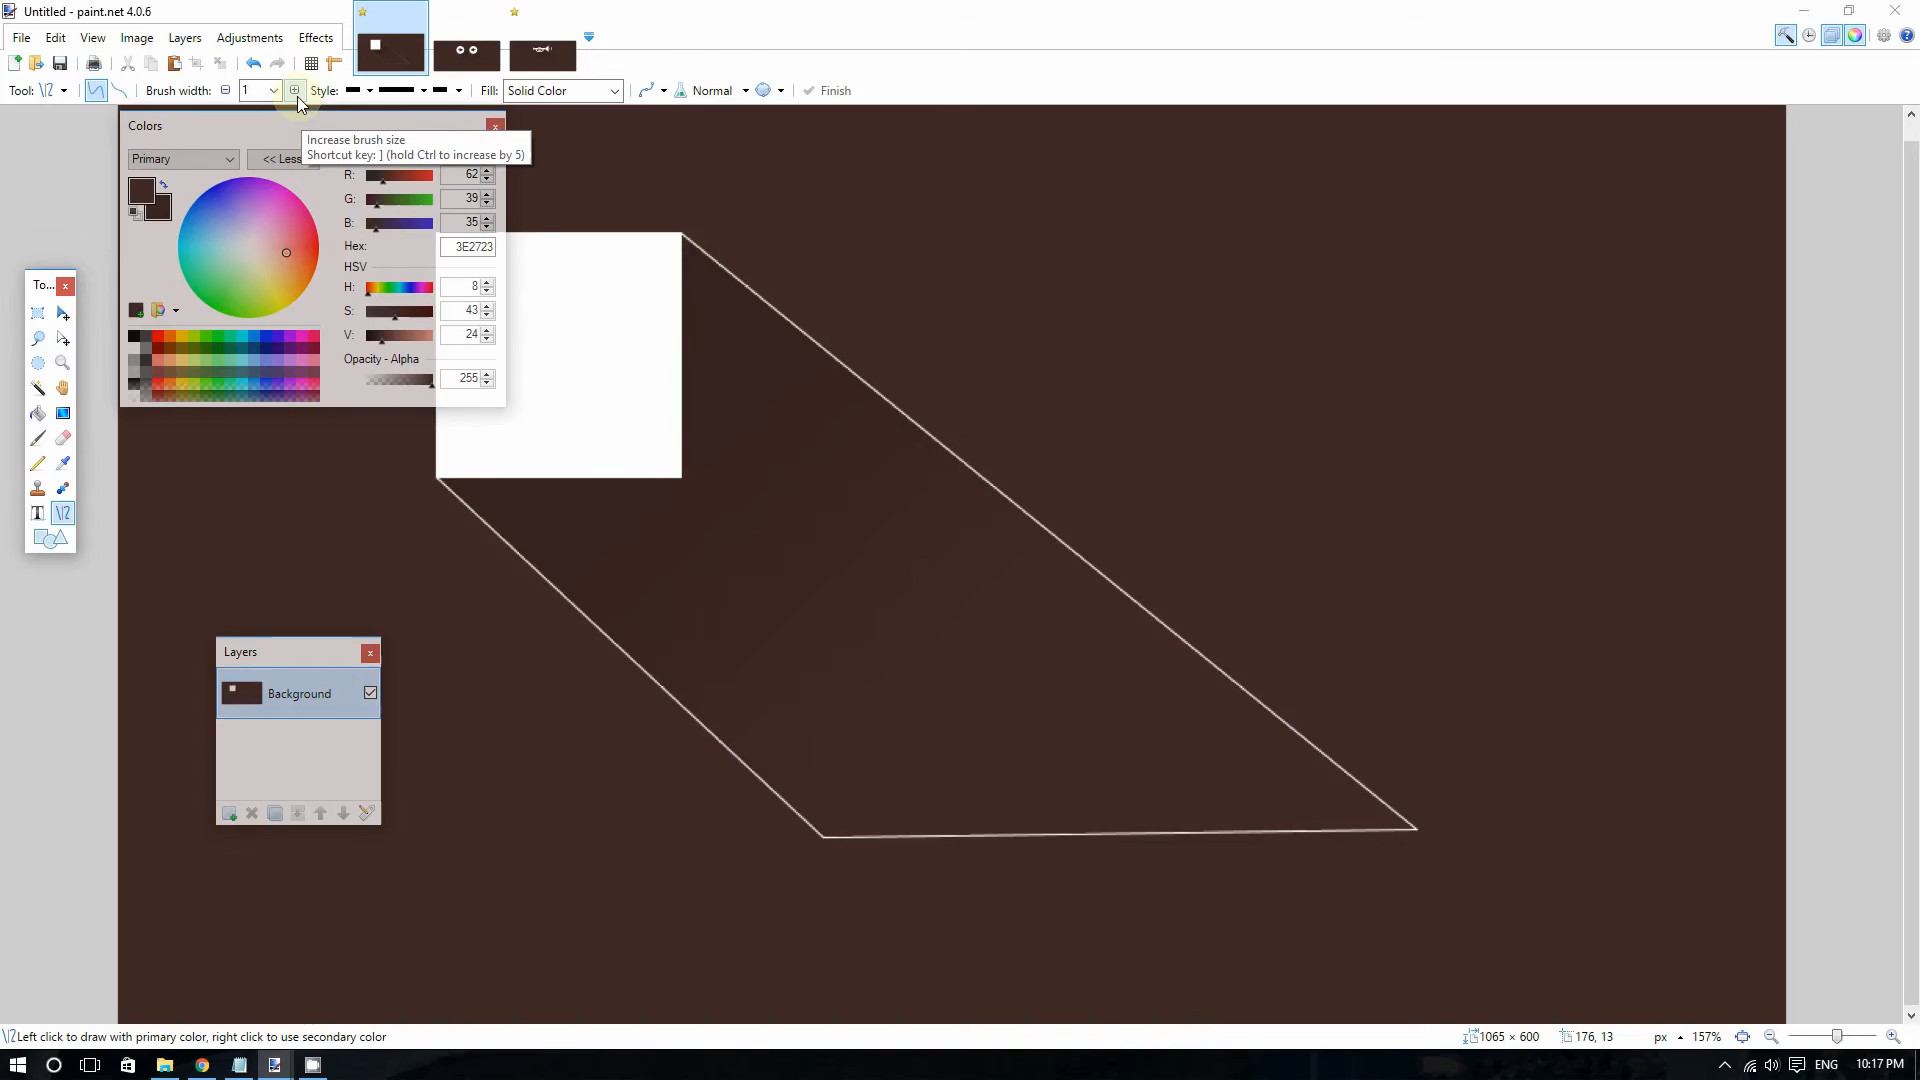 Untitled - paint.net 4.0.6
File Edit View Image Layers Adjustments Effects
Tool: Brush width: 1 Style: Fill: Solid Color Normal Finish
Colors
Increase brush size
Shortcut key: ] (hold Ctrl to increase by 5)
Primary << Less
R: 62
G: 39
B: 35
Hex: 3E2723
HSV
H: 8
S: 43
V: 24
Opacity - Alpha
255
To...
Layers
Background
Left click to draw with primary color, right click to use secondary color 1065 × 600 176, 13 px 157%
ENG 10:17 PM